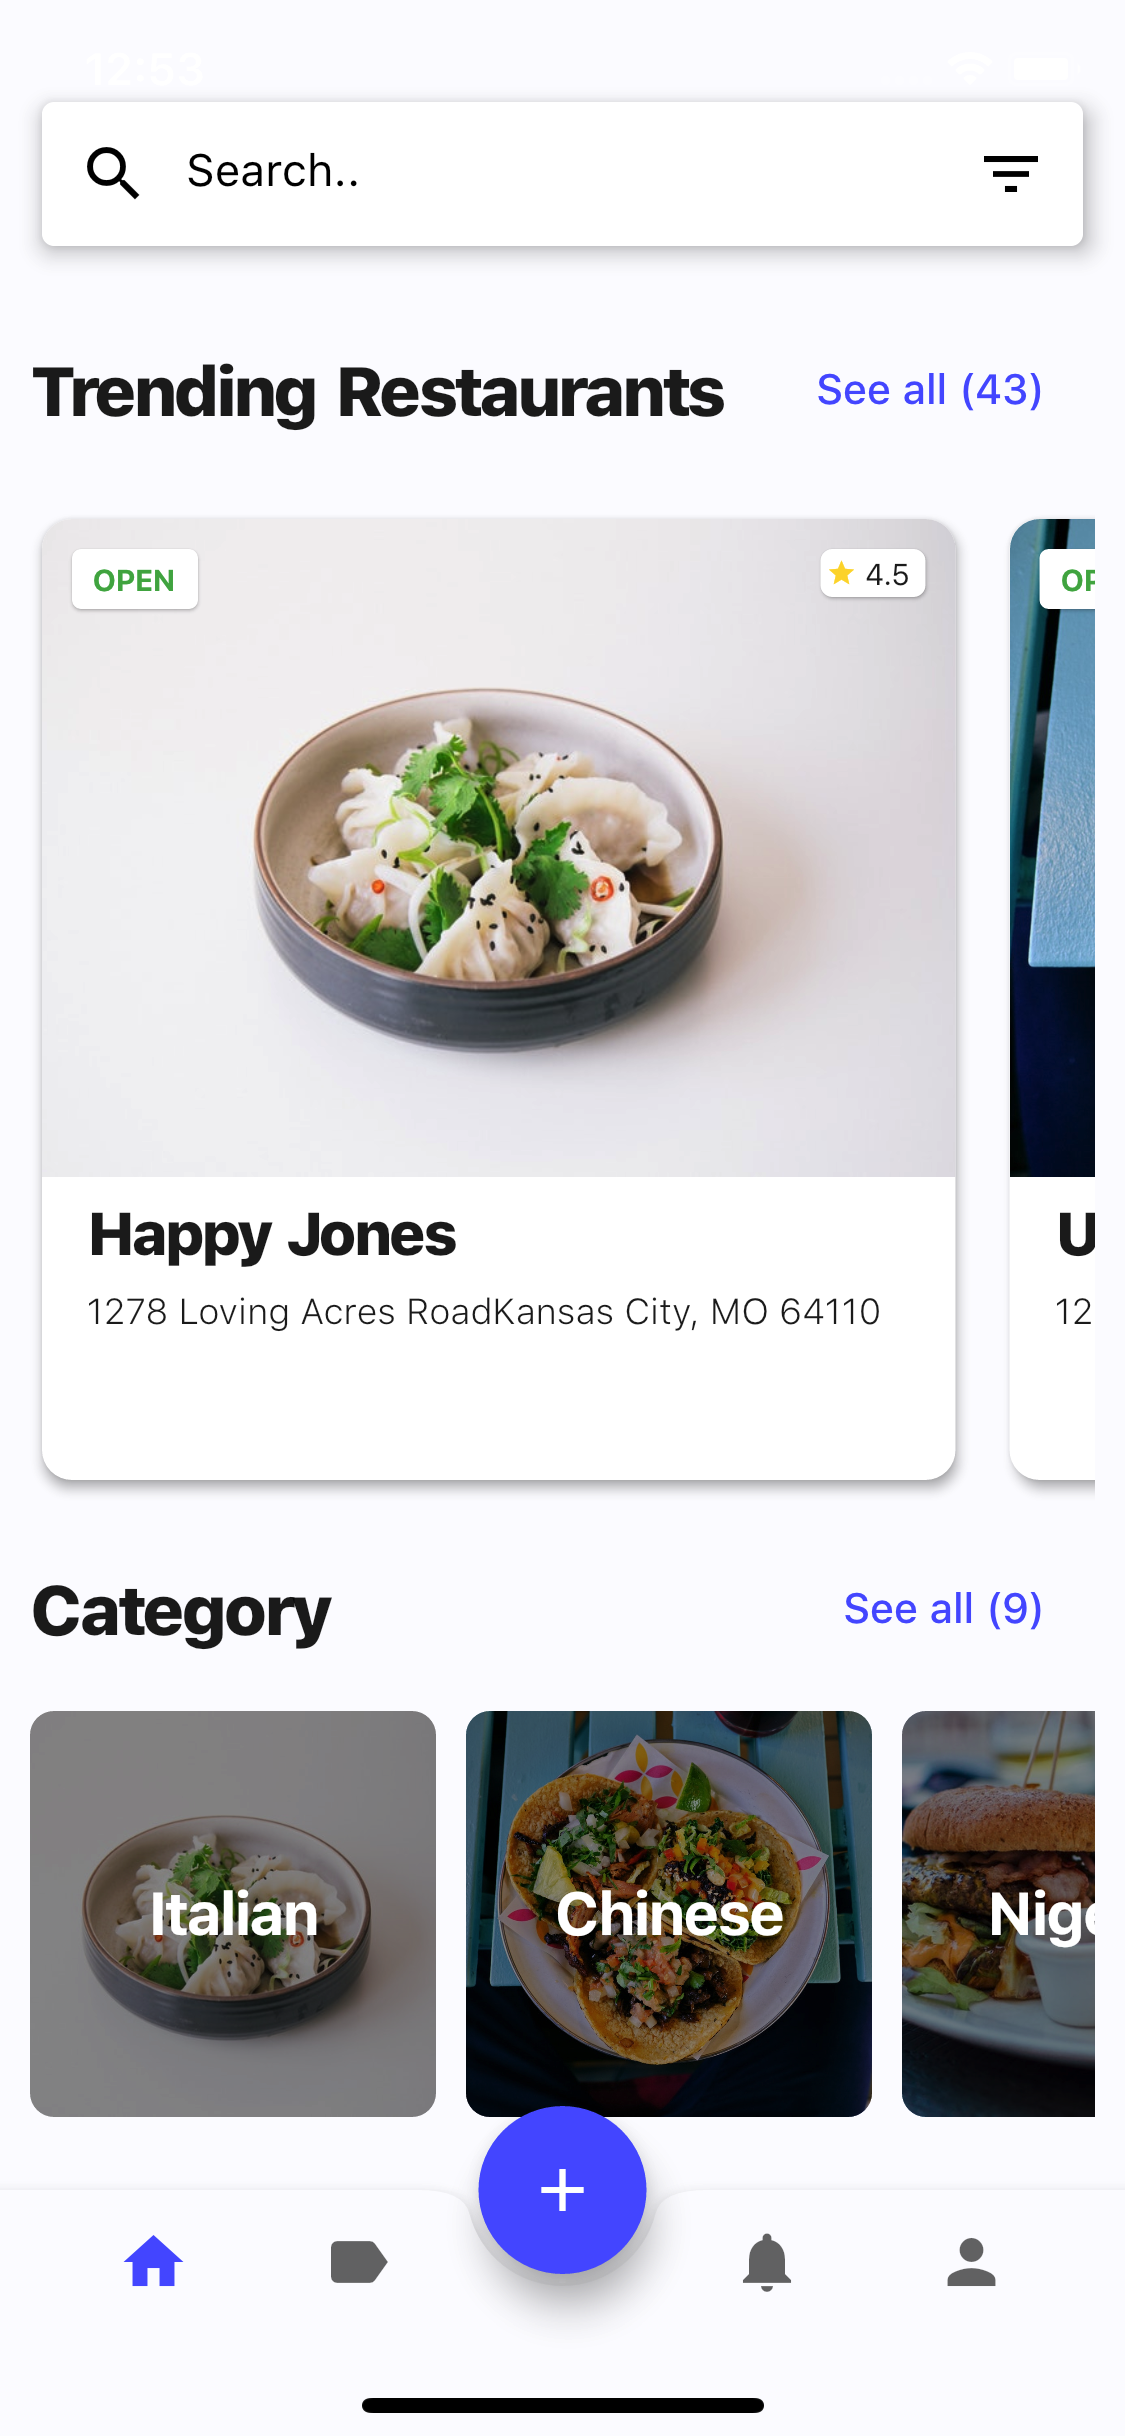 12:53
Search..
Trending Restaurants
See all (43)
OPEN
4.5
OP
Happy Jones
1278 Loving Acres RoadKansas City, MO 64110
U
12
Category
See all (9)
Italian
Chinese
Nige